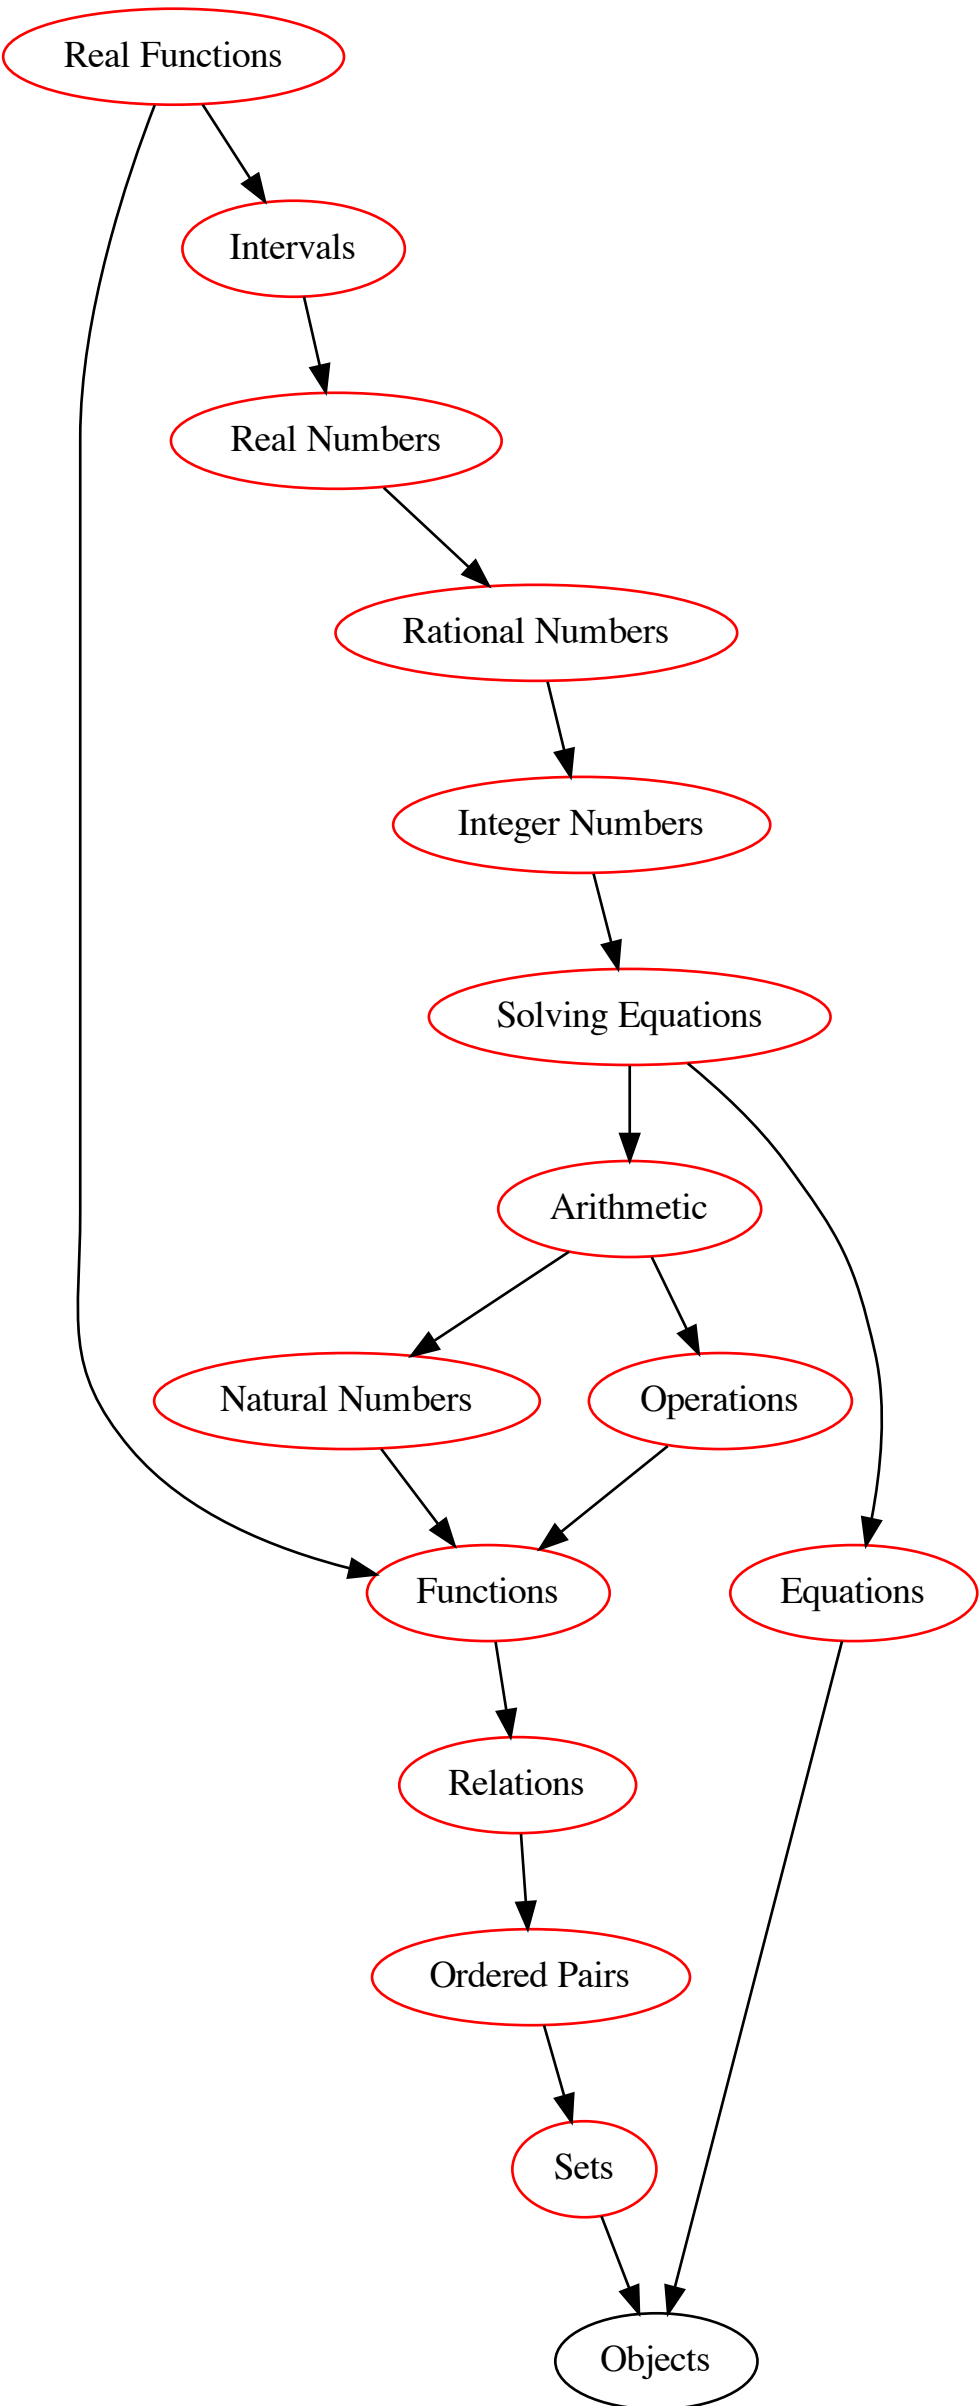 Real Functions
Intervals
Real Numbers
Rational Numbers
Integer Numbers
Solving Equations
Arithmetic
Natural Numbers
Operations
Functions
Equations
Relations
Ordered Pairs
Sets
Objects